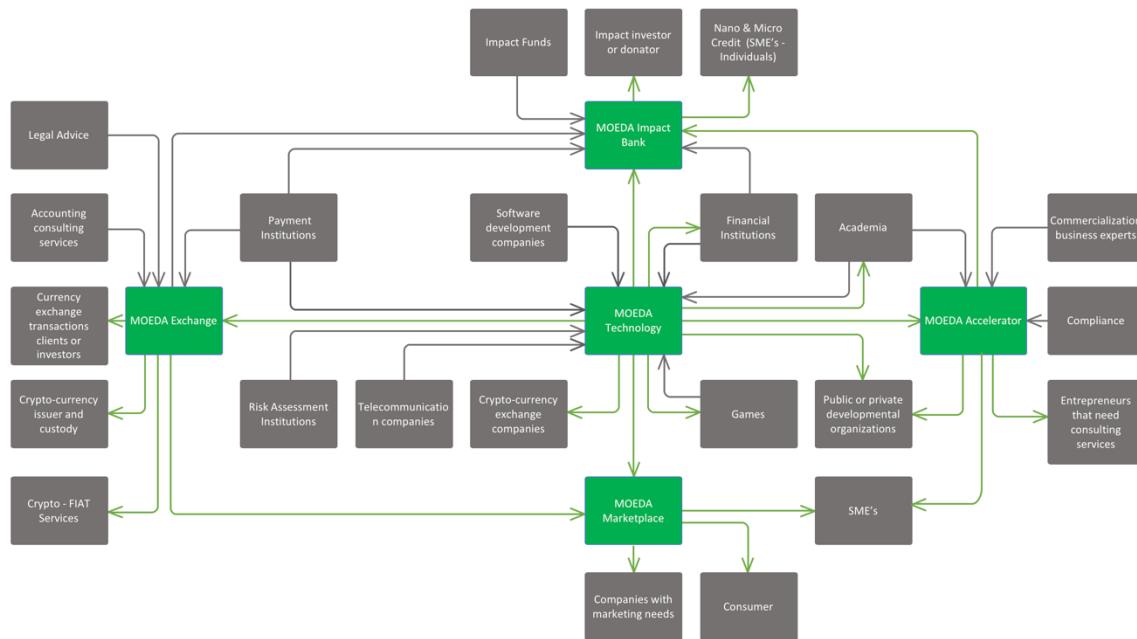 Impact Funds
Impact investor
or donator
Nano & Micro
Credit (SME's -
Individuals)
Legal Advice
MOEDA Impact
Bank
Accounting
consulting
services
Payment
Institutions
Software
development
companies
Financial
Institutions
Academia
Commercialization
business experts
Currency
exchange
transactions
clients or
investors
MOEDA Exchange
MOEDA
Technology
MOEDA Accelerator
Compliance
Crypto-currency
issuer and
custody
Risk Assessment
Institutions
Telecommunicatio
n companies
Crypto-currency
exchange
companies
Games
Public or private
developmental
organizations
Entrepreneurs
that need
consulting
services
Crypto - FIAT
Services
MOEDA
Marketplace
SME's
Companies with
marketing needs
Consumer